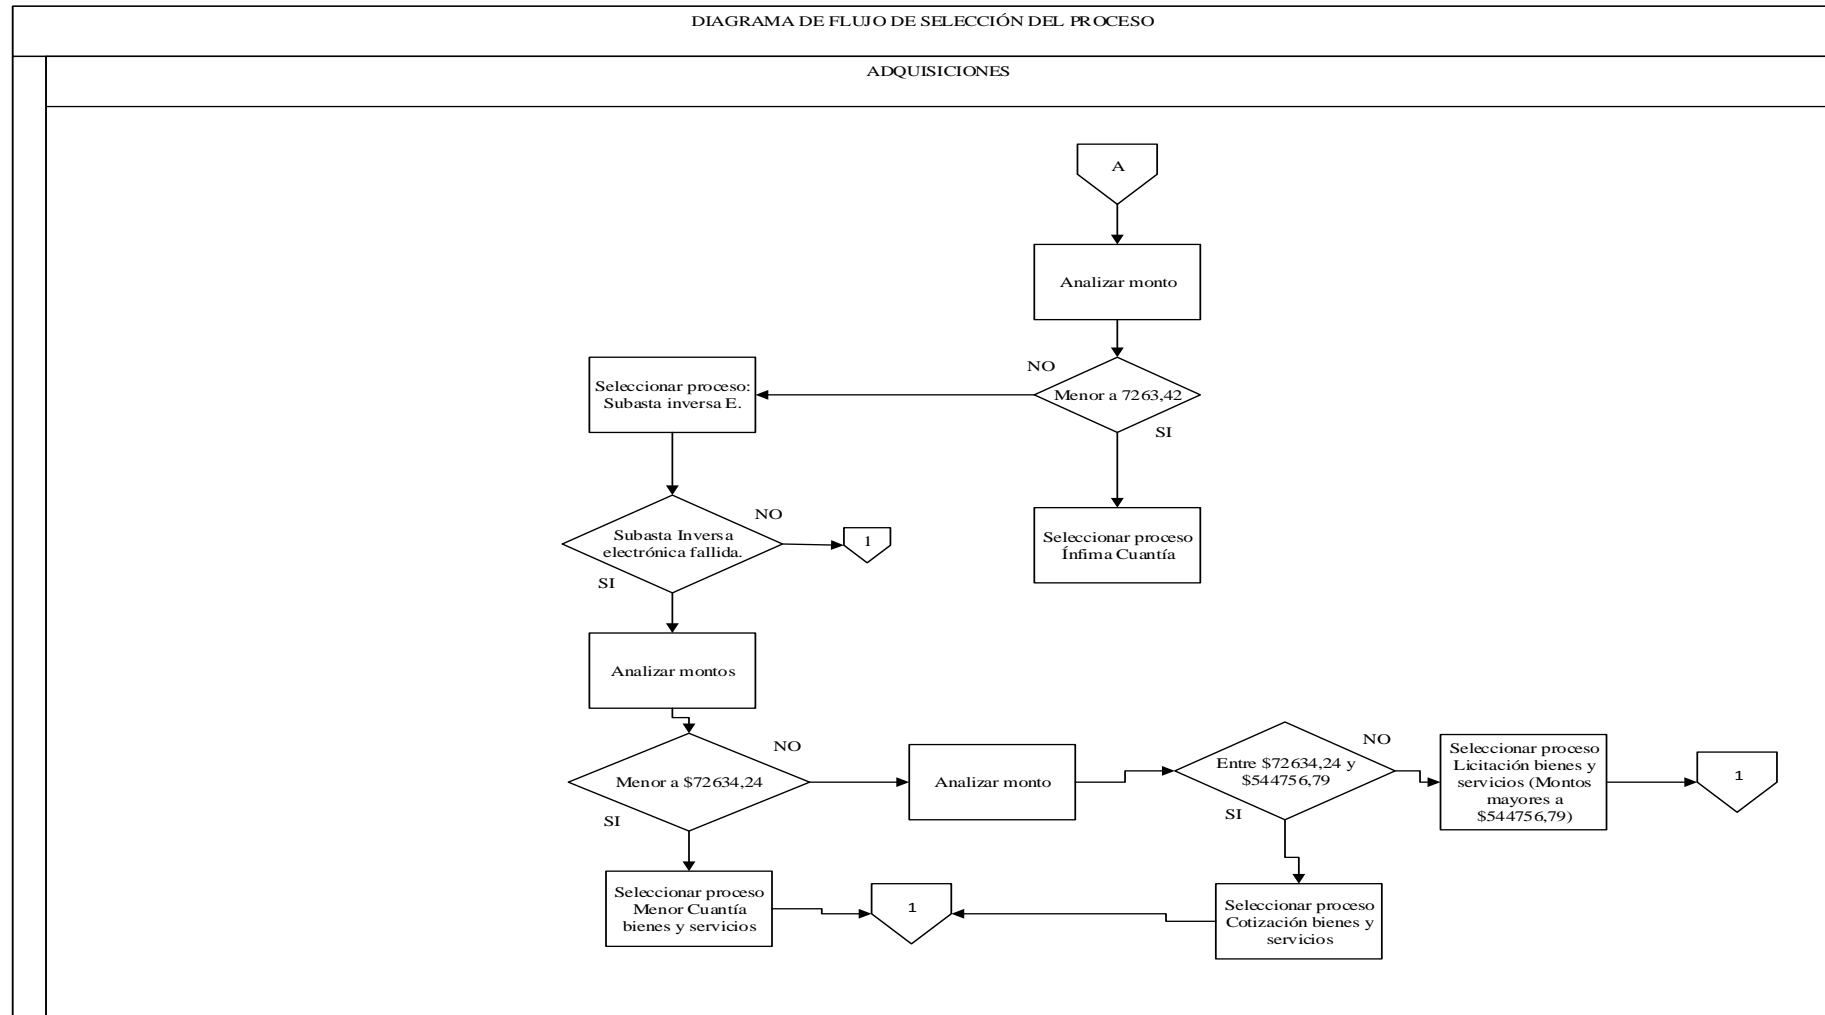 DIAGRAMA DE FLUJO DE SELECCIÓN DEL PROCESO
ADQUISICIONES
A
Analizar monto
NO
Menor a 7263,42
SI
Seleccionar proceso:
Subasta inversa E.
Seleccionar proceso
Ínfima Cuantía
NO
Subasta Inversa
electrónica fallida.
SI
1
Analizar montos
NO
Menor a $72634,24
SI
Analizar monto
NO
Entre $72634,24 y
$544756,79
SI
Seleccionar proceso
Licitación bienes y
servicios (Montos
mayores a
$544756,79)
1
Seleccionar proceso
Menor Cuantía
bienes y servicios
1
Seleccionar proceso
Cotización bienes y
servicios